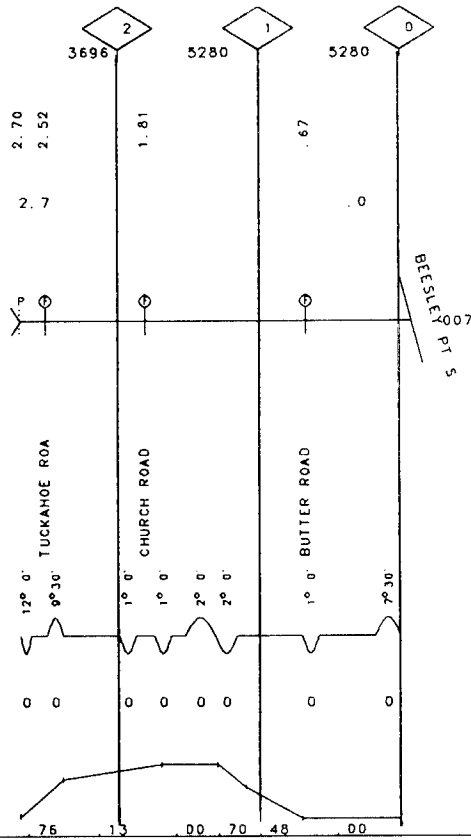 2 1 0
3696 5280 5280
2.70
2.52
1.81
.67
2.7
.0
P F F F
BEESLEY PT S
007
TUCKAHOE ROA
CHURCH ROAD
BUTTER ROAD
12° 0'
9° 30'
1° 0'
1° 0'
2° 0'
2° 0'
1° 0'
7° 30'
0 0 0 0 0 0 0 0
76 13 00 70 48 00